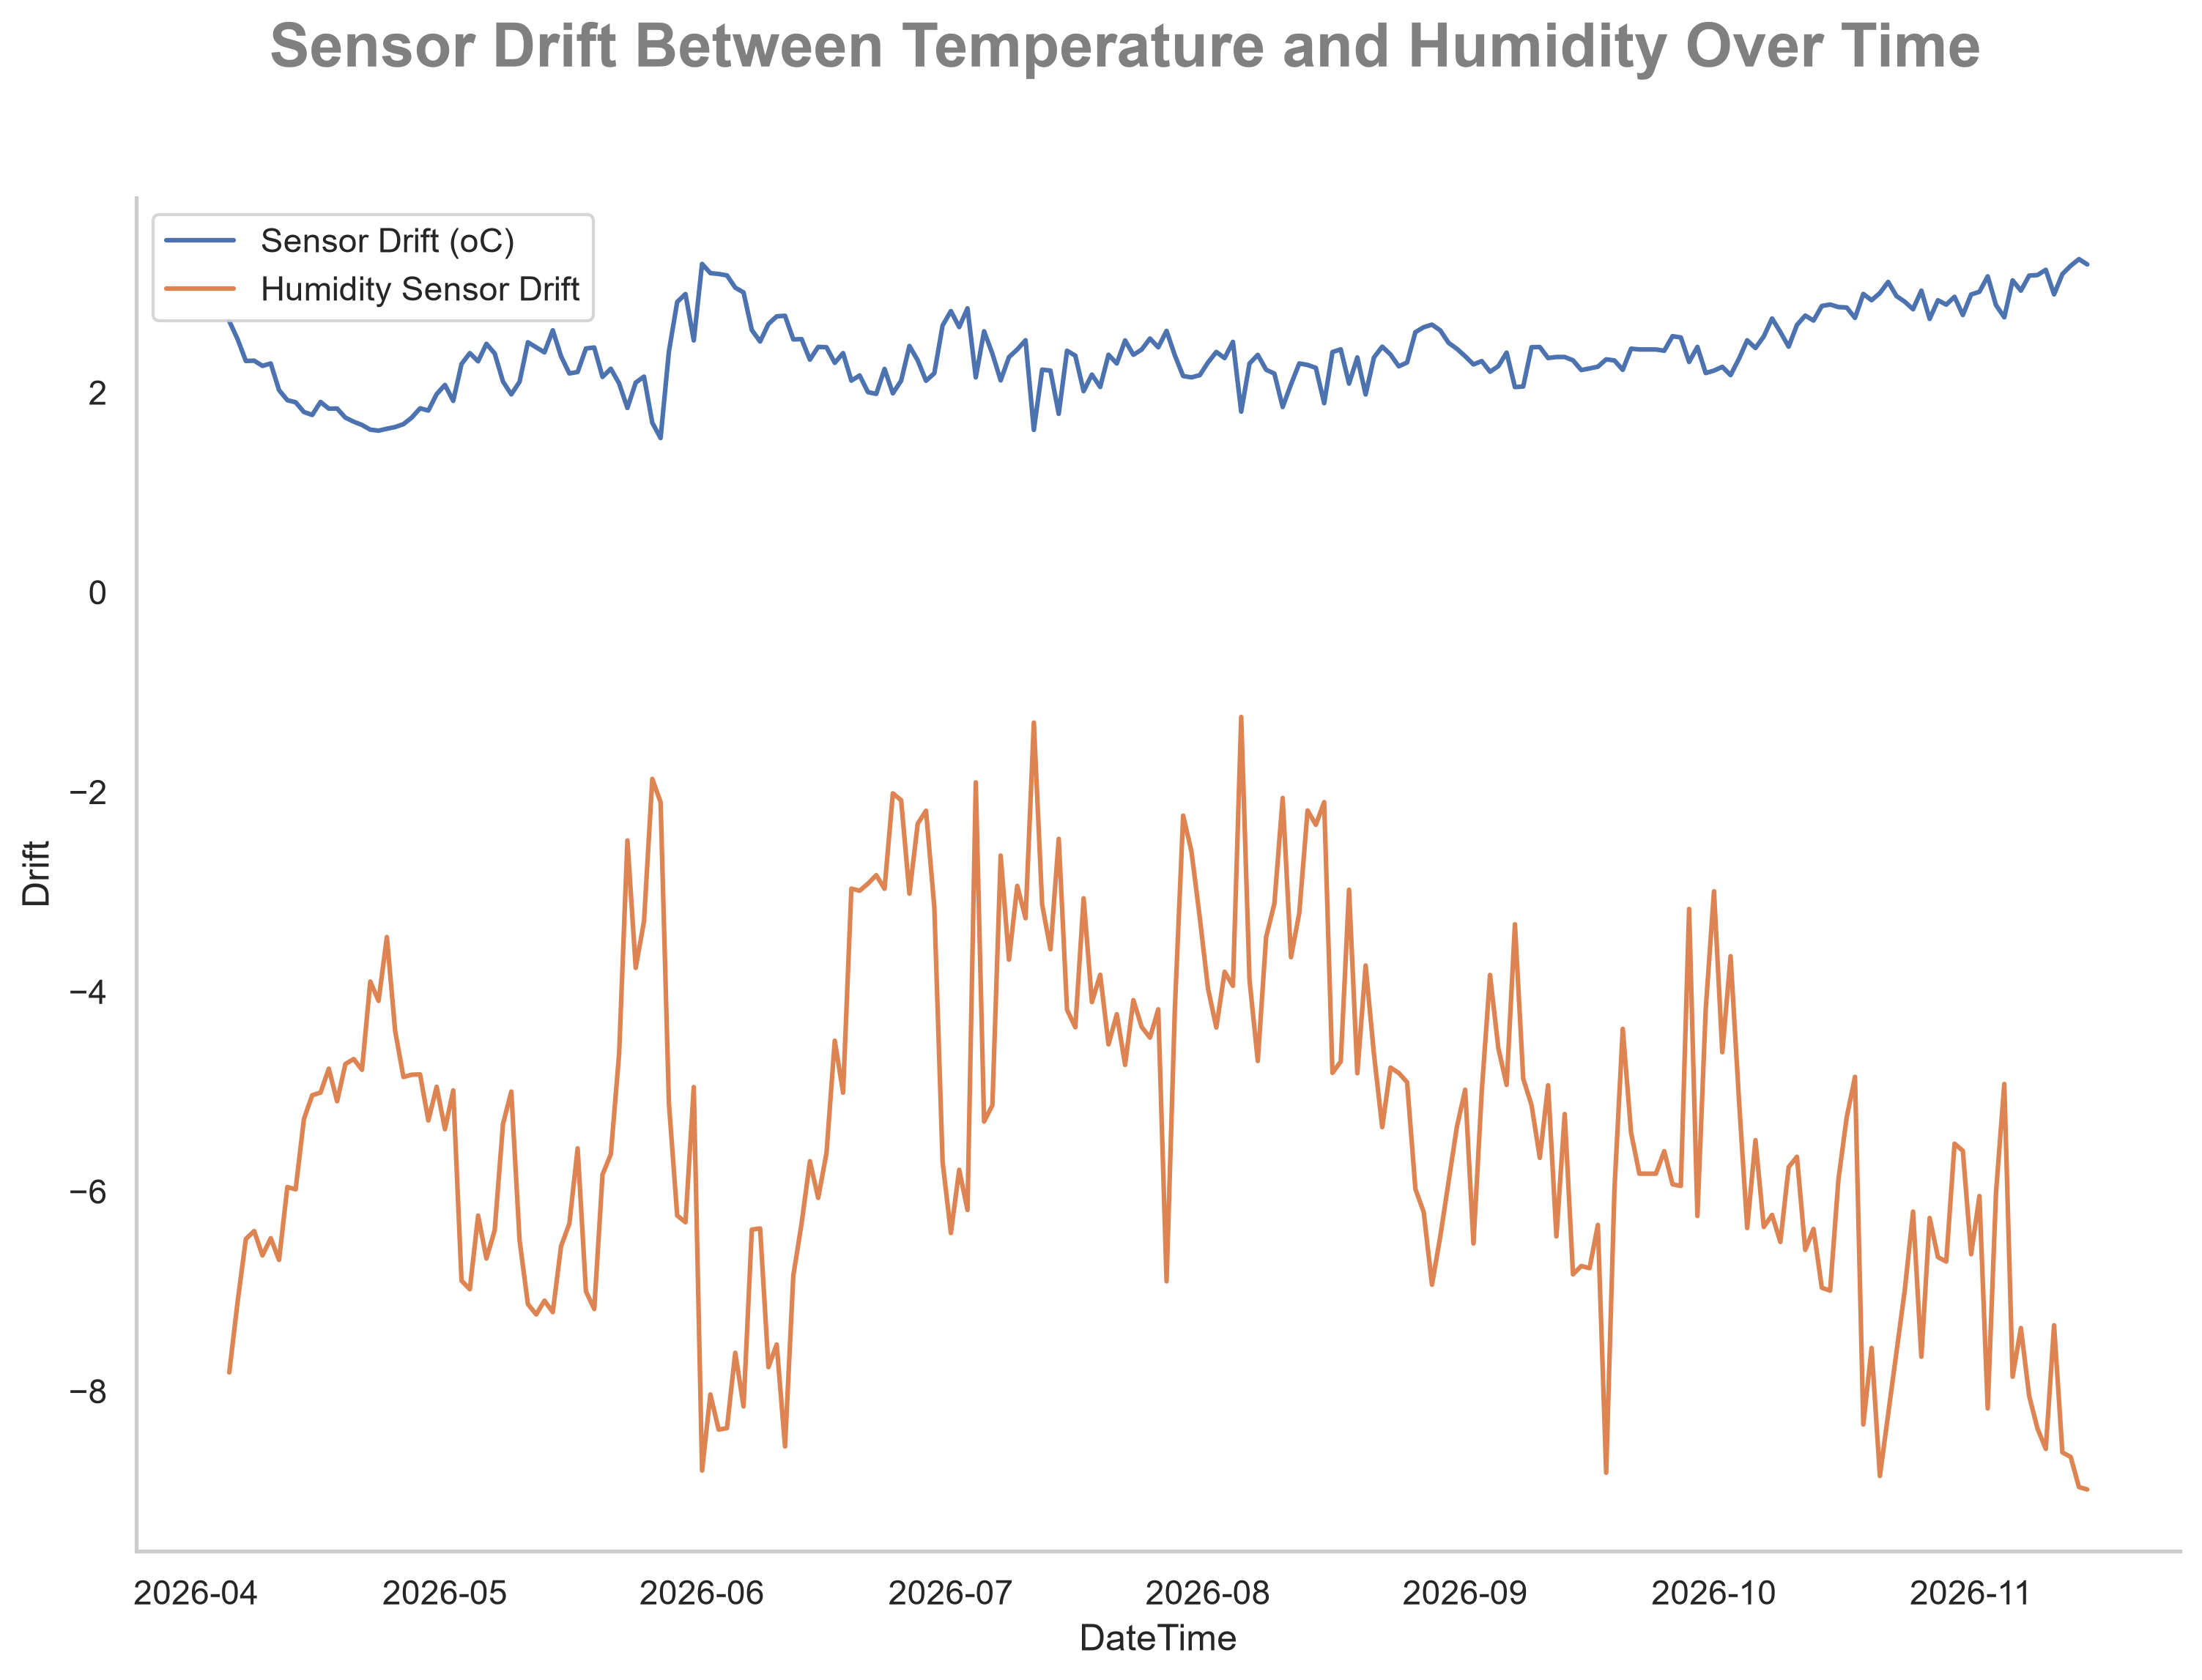 Sensor Drift Between Temperature and Humidity Over Time
Sensor Drift (oC)
Humidity Sensor Drift
2
0
−2
−4
−6
−8
Drift
2026-04 2026-05 2026-06 2026-07 2026-08 2026-09 2026-10 2026-11
DateTime